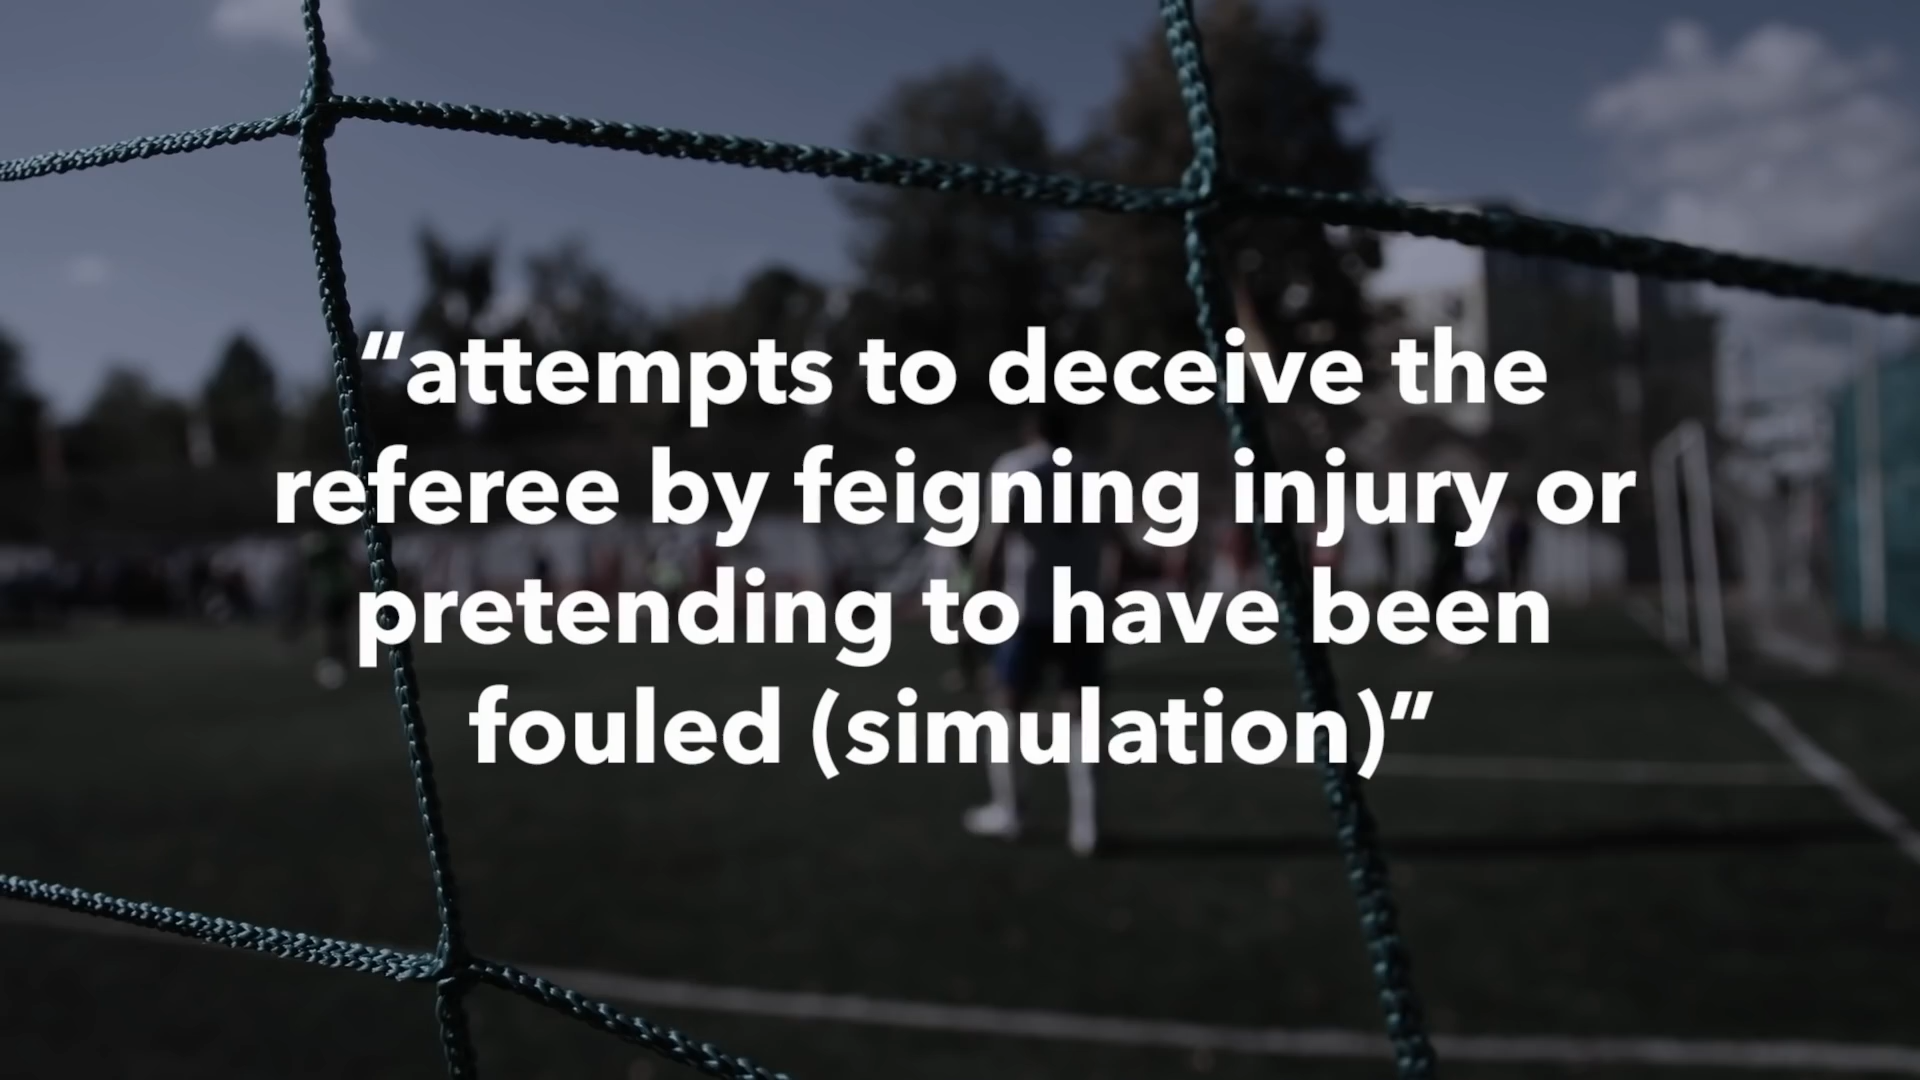 “attempts to deceive the
referee by feigning injury or
pretending to have been
fouled (simulation)”